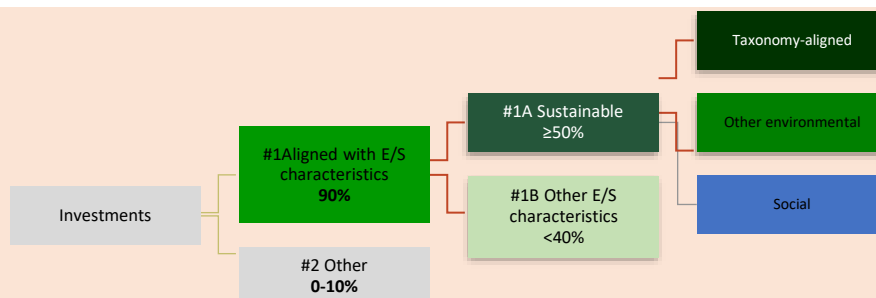 Investments
#1Aligned with E/S
characteristics
90%
#2 Other
0-10%
#1A Sustainable
≥50%
#1B Other E/S
characteristics
<40%
Taxonomy-aligned
Other environmental
Social